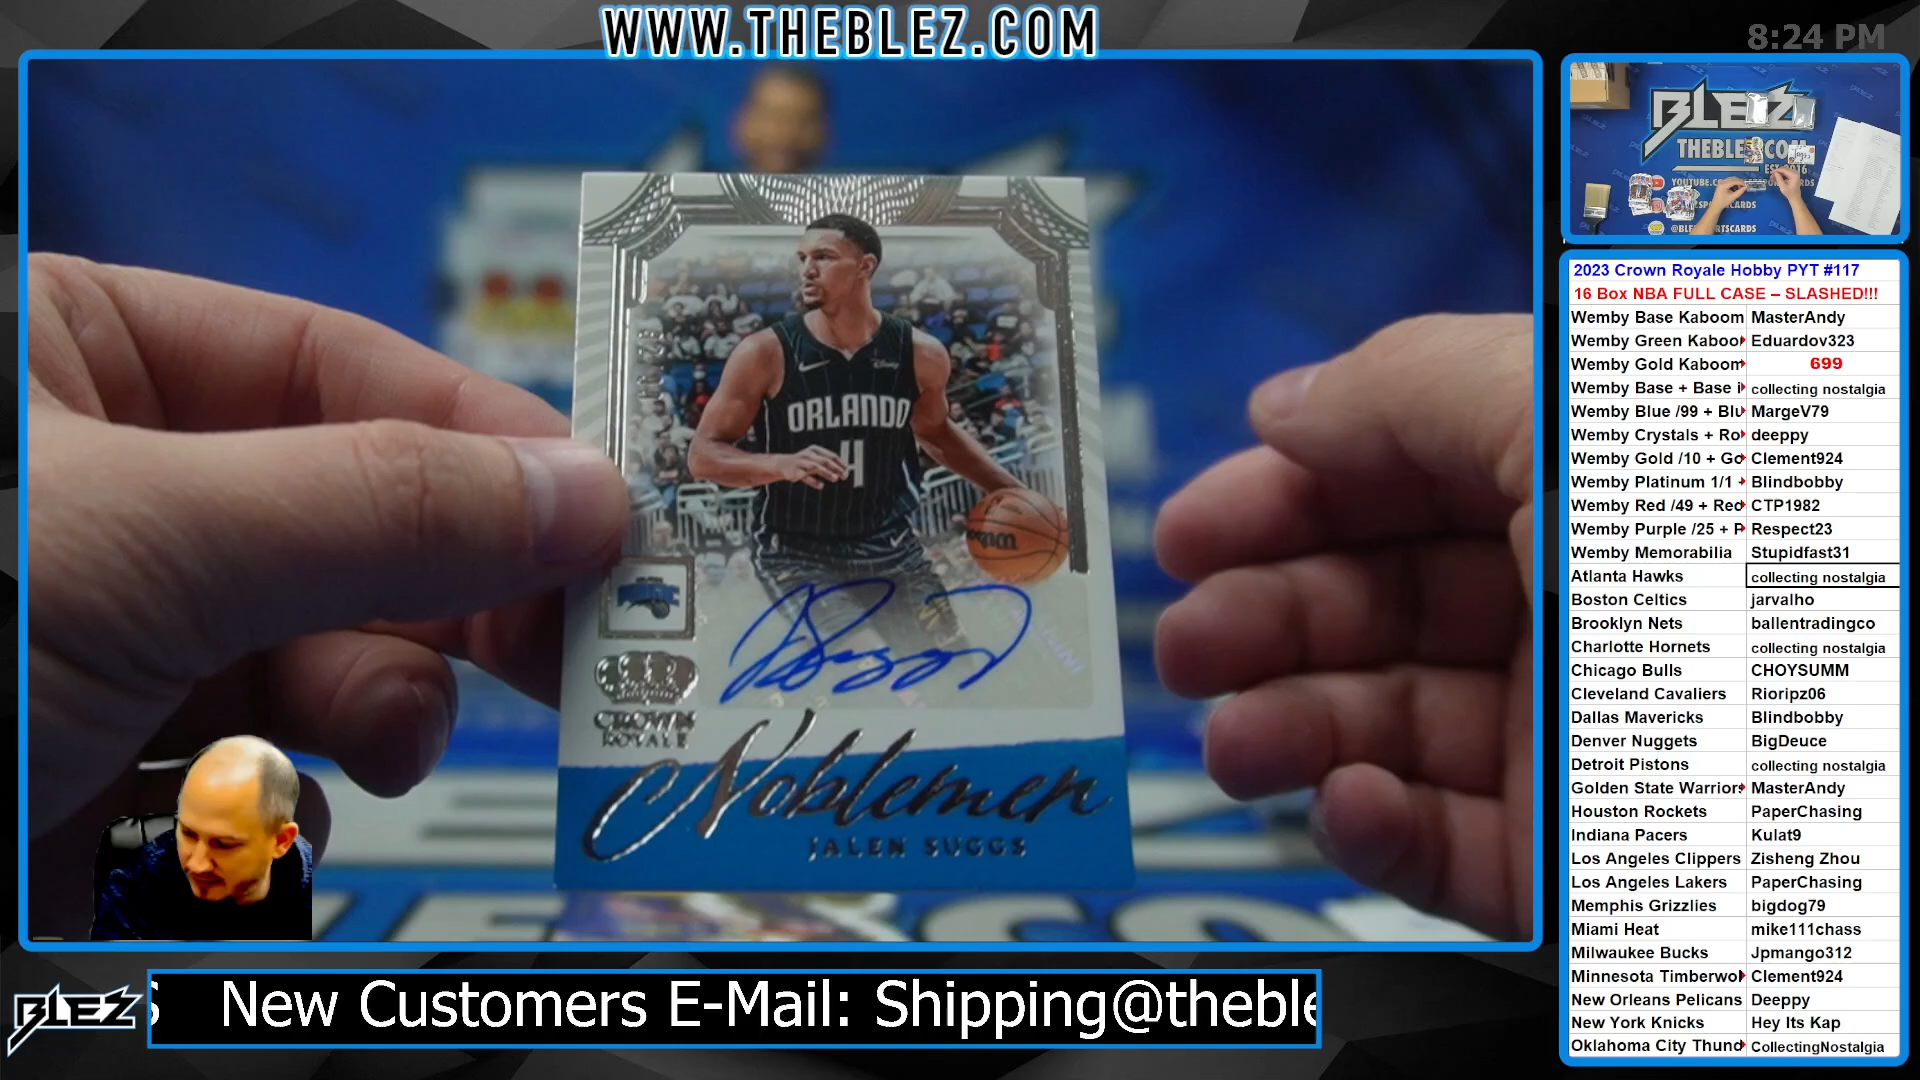 WWW.THEBLEZ.COM
8:24 PM
BLEZ
THEBLEZ.COM
ORLANDO
4
CROWN
ROYALE
Noblemen
JALEN SUGGS
BLEZ
New Customers E-Mail: Shipping@theble
2023 Crown Royale Hobby PYT #117
16 Box NBA FULL CASE – SLASHED!!!
Wemby Base Kaboom MasterAndy
Wemby Green Kaboo Eduardov323
Wemby Gold Kaboom 699
Wemby Base + Base i collecting nostalgia
Wemby Blue /99 + Blu MargeV79
Wemby Crystals + Ro deeppy
Wemby Gold /10 + Go Clement924
Wemby Platinum 1/1 + Blindbobby
Wemby Red /49 + Red CTP1982
Wemby Purple /25 + P Respect23
Wemby Memorabilia Stupidfast31
Atlanta Hawks collecting nostalgia
Boston Celtics jarvalho
Brooklyn Nets ballentradingco
Charlotte Hornets collecting nostalgia
Chicago Bulls CHOYSUMM
Cleveland Cavaliers Rioripz06
Dallas Mavericks Blindbobby
Denver Nuggets BigDeuce
Detroit Pistons collecting nostalgia
Golden State Warriors MasterAndy
Houston Rockets PaperChasing
Indiana Pacers Kulat9
Los Angeles Clippers Zisheng Zhou
Los Angeles Lakers PaperChasing
Memphis Grizzlies bigdog79
Miami Heat mike111chass
Milwaukee Bucks Jpmango312
Minnesota Timberwol Clement924
New Orleans Pelicans Deeppy
New York Knicks Hey Its Kap
Oklahoma City Thund CollectingNostalgia